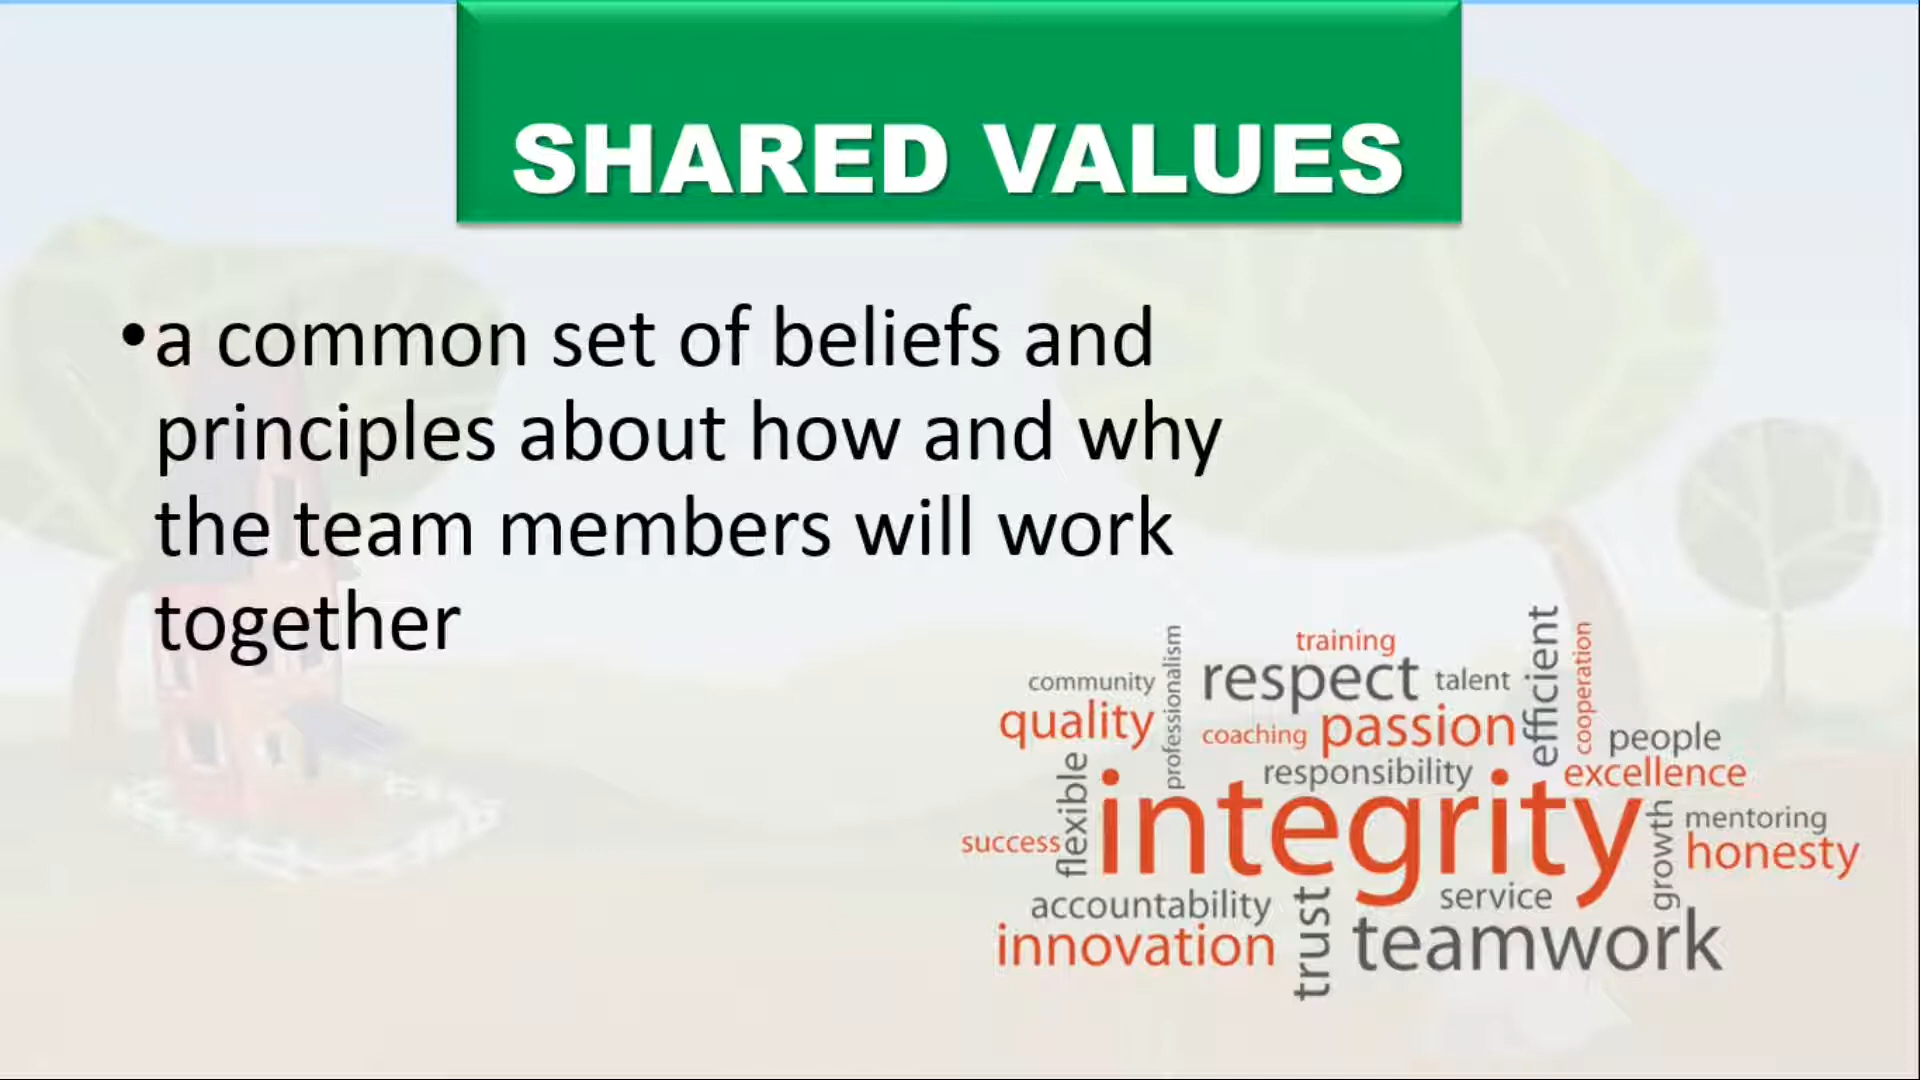 SHARED VALUES
•a common set of beliefs and
principles about how and why
the team members will work
together
training
community
professionalism
respect
talent
efficient
cooperation
quality
coaching
passion
people
flexible
responsibility
excellence
integrity
success
growth
mentoring
honesty
accountability
service
innovation
trust
teamwork